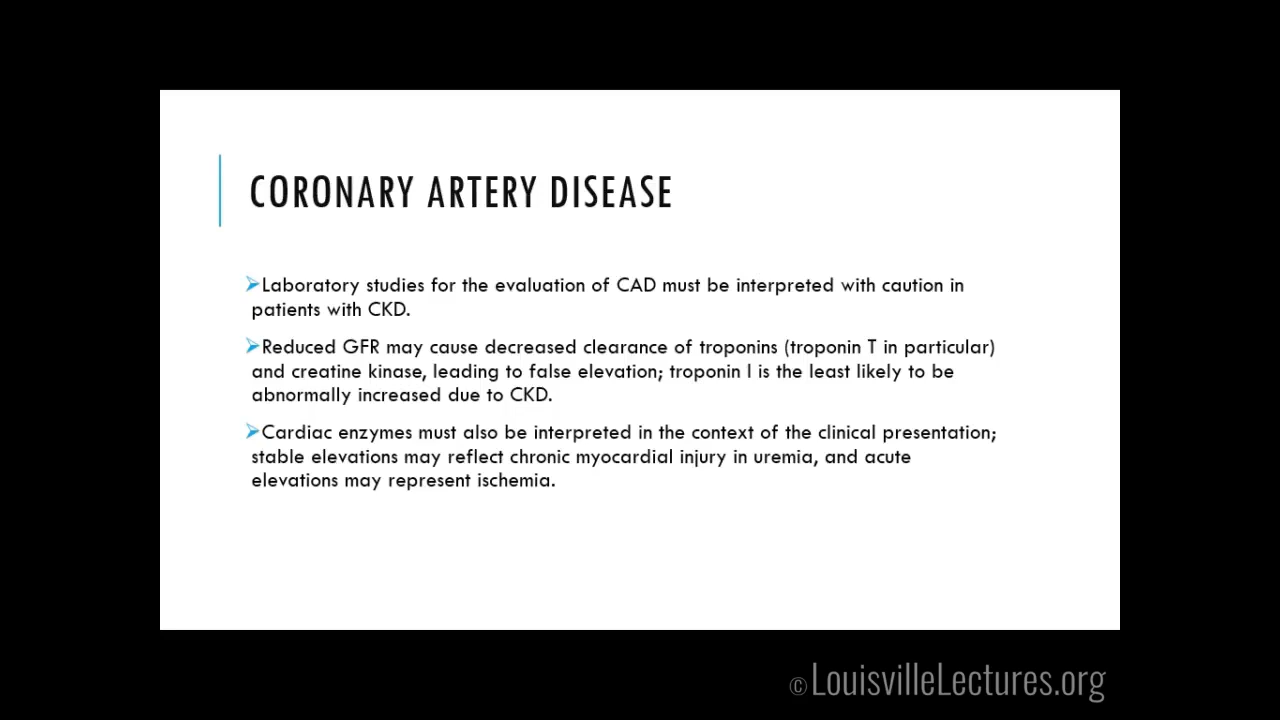 CORONARY ARTERY DISEASE
➢Laboratory studies for the evaluation of CAD must be interpreted with caution in
patients with CKD.
➢Reduced GFR may cause decreased clearance of troponins (troponin T in particular)
and creatine kinase, leading to false elevation; troponin I is the least likely to be
abnormally increased due to CKD.
➢Cardiac enzymes must also be interpreted in the context of the clinical presentation;
stable elevations may reflect chronic myocardial injury in uremia, and acute
elevations may represent ischemia.
© LouisvilleLectures.org